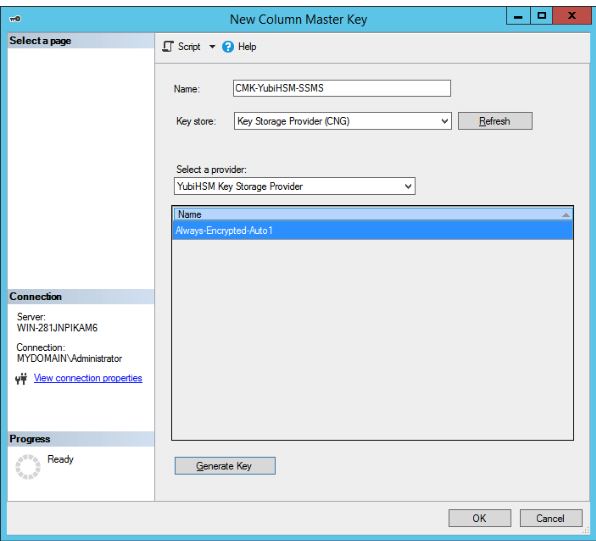 New Column Master Key
Select a page
Script
Help
Name:
CMK-YubiHSM-SSMS
Key store:
Key Storage Provider (CNG)
Refresh
Select a provider:
YubiHSM Key Storage Provider
Name
Always-Encrypted-Auto1
Connection
Server:
WIN-281JNPIKAM6
Connection:
MYDOMAIN\Administrator
View connection properties
Progress
Ready
Generate Key
OK
Cancel